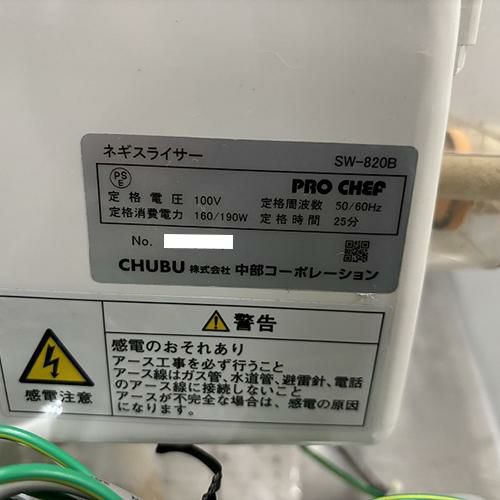 ネギスライサー SW-820B
PS
E
PRO CHEF
定格電圧 100V 定格周波数 50/60Hz
定格消費電力 160/190W 定格時間 25分
No.
CHUBU 株式会社 中部コーポレーション
警告
感電注意
感電のおそれあり
アース工事を必ず行うこと
アース線はガス管、水道管、避雷針、電話
のアース線に接続しないこと
アースが不完全な場合は、感電の原因
になります。